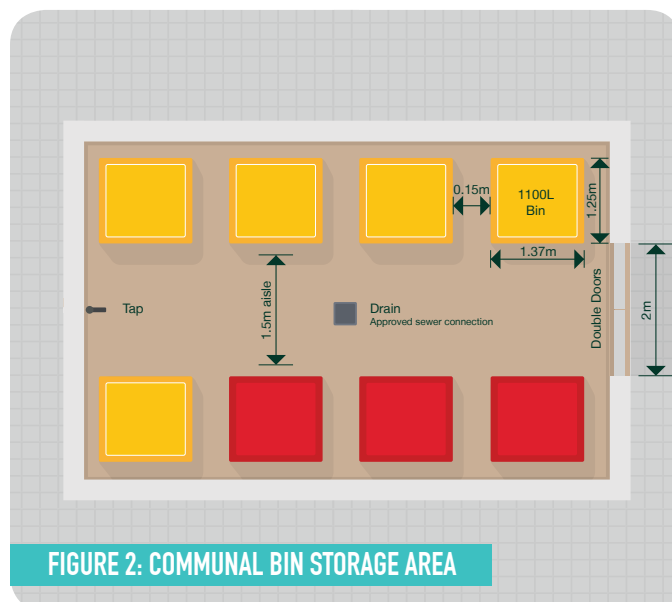 0.15m
1100L
Bin
1.25m
1.37m
Tap
1.5m aisle
Drain
Approved sewer connection
Double Doors
2m
FIGURE 2: COMMUNAL BIN STORAGE AREA